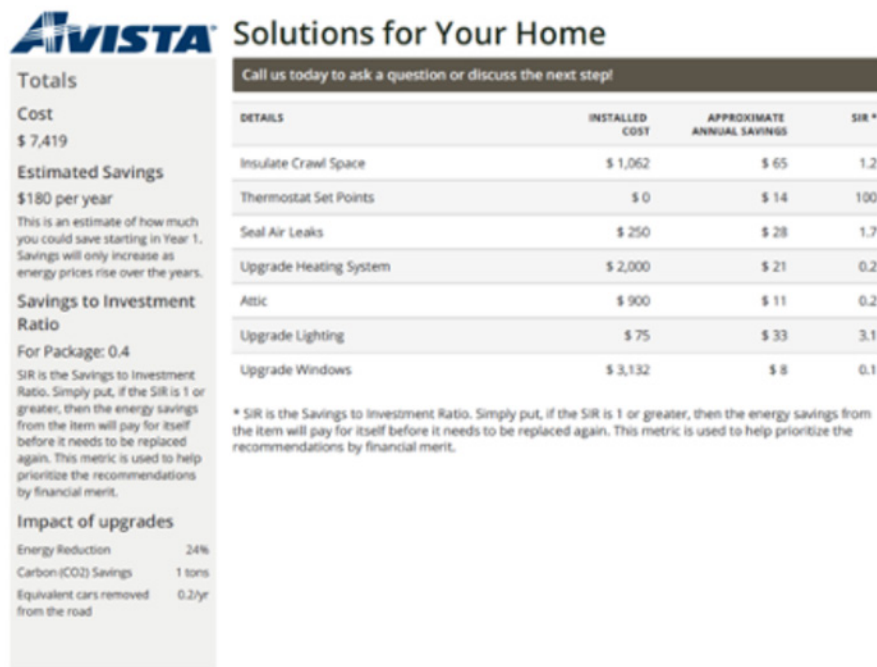 AVISTA
Solutions for Your Home
Totals
Cost
$ 7,419
Estimated Savings
$180 per year
This is an estimate of how much
you could save starting in Year 1.
Savings will only increase as
energy prices rise over the years.
Savings to Investment
Ratio
For Package: 0.4
SIR is the Savings to Investment
Ratio. Simply put, if the SIR is 1 or
greater, then the energy savings
from the item will pay for itself
before it needs to be replaced
again. This metric is used to help
prioritize the recommendations
by financial merit.
Impact of upgrades
Energy Reduction 24%
Carbon (CO2) Savings 1 tons
Equivalent cars removed 0.2/yr
from the road
Call us today to ask a question or discuss the next step!
DETAILS INSTALLED APPROXIMATE SIR *
COST ANNUAL SAVINGS
Insulate Crawl Space $ 1,062 $ 65 1.2
Thermostat Set Points $ 0 $ 14 100
Seal Air Leaks $ 250 $ 28 1.7
Upgrade Heating System $ 2,000 $ 21 0.2
Attic $ 900 $ 11 0.2
Upgrade Lighting $ 75 $ 33 3.1
Upgrade Windows $ 3,132 $ 8 0.1
* SIR is the Savings to Investment Ratio. Simply put, if the SIR is 1 or greater, then the energy savings from
the item will pay for itself before it needs to be replaced again. This metric is used to help prioritize the
recommendations by financial merit.